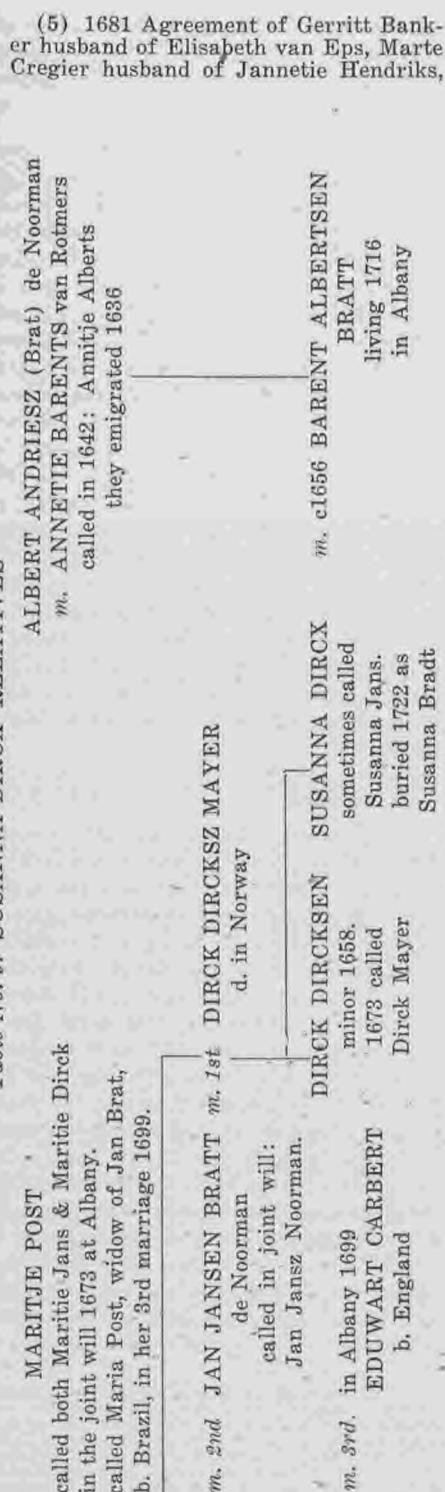 (5) 1681 Agreement of Gerritt Bank-
er husband of Elisabeth van Eps, Marte
Cregier husband of Jannetie Hendriks,
SUSANNA DIRCX RELATIVES
MARITJE POST
called both Maritie Jans & Maritie Dirck
in the joint will 1673 at Albany.
called Maria Post, widow of Jan Brat,
b. Brazil, in her 3rd marriage 1699.
m. 2nd JAN JANSEN BRATT
de Noorman
called in joint will:
Jan Jansz Noorman.
m. 3rd. in Albany 1699
EDUWART CARBERT
b. England
m. 1st DIRCK DIRCKSZ MAYER
d. in Norway
DIRCK DIRCKSEN
minor 1658.
1673 called
Dirck Mayer
SUSANNA DIRCX
sometimes called
Susanna Jans.
buried 1722 as
Susanna Bradt
ALBERT ANDRIESZ (Brat) de Noorman
m. ANNETIE BARENTS van Rotmers
called in 1642: Annitje Alberts
they emigrated 1636
m. c1656 BARENT ALBERTSEN
BRATT
living 1716
in Albany